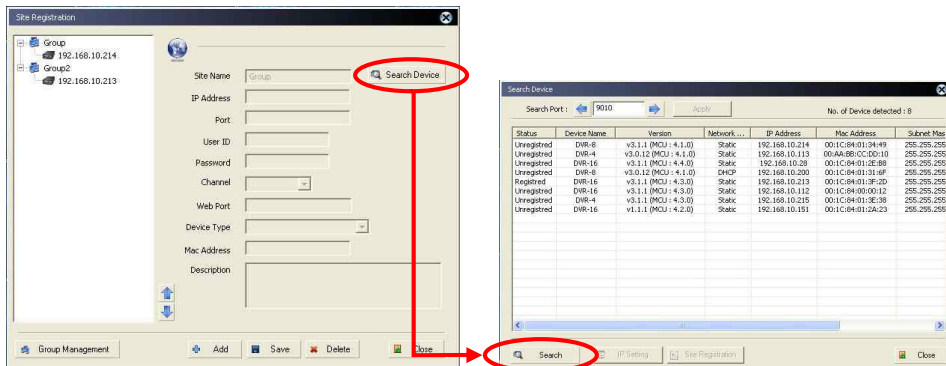 Site Registration
Group
192.168.10.214
Group2
192.168.10.213
Site Name Group Search Device
IP Address
Port
User ID
Password
Channel
Web Port
Device Type
Mac Address
Description
Group Management Add Save Delete Close
Search Device
Search Port : 9010 Apply No. of Device detected : 8
Status Device Name Version Network ... IP Address Mac Address Subnet Mas
Unregistred DVR-8 v3.1.1 (MCU : 4.1.0) Static 192.168.10.214 00:1C:84:01:34:49 255.255.255
Unregistred DVR-4 v3.0.12 (MCU : 4.1.0) Static 192.168.10.113 00:AA:BB:CC:DD:10 255.255.255
Unregistred DVR-16 v3.1.1 (MCU : 4.4.0) Static 192.168.10.28 00:1C:84:01:2E:B8 255.255.255
Unregistred DVR-8 v3.0.12 (MCU : 4.1.0) DHCP 192.168.10.200 00:1C:84:01:31:6F 255.255.255
Registred DVR-16 v3.1.1 (MCU : 4.3.0) Static 192.168.10.213 00:1C:84:01:3F:2D 255.255.255
Unregistred DVR-16 v3.1.1 (MCU : 4.3.0) Static 192.168.10.112 00:1C:84:00:00:12 255.255.255
Unregistred DVR-4 v3.1.1 (MCU : 4.3.0) Static 192.168.10.215 00:1C:84:01:3E:38 255.255.255
Unregistred DVR-16 v1.1.1 (MCU : 4.2.0) Static 192.168.10.151 00:1C:84:01:2A:23 255.255.255
Search IP Setting Site Registration Close